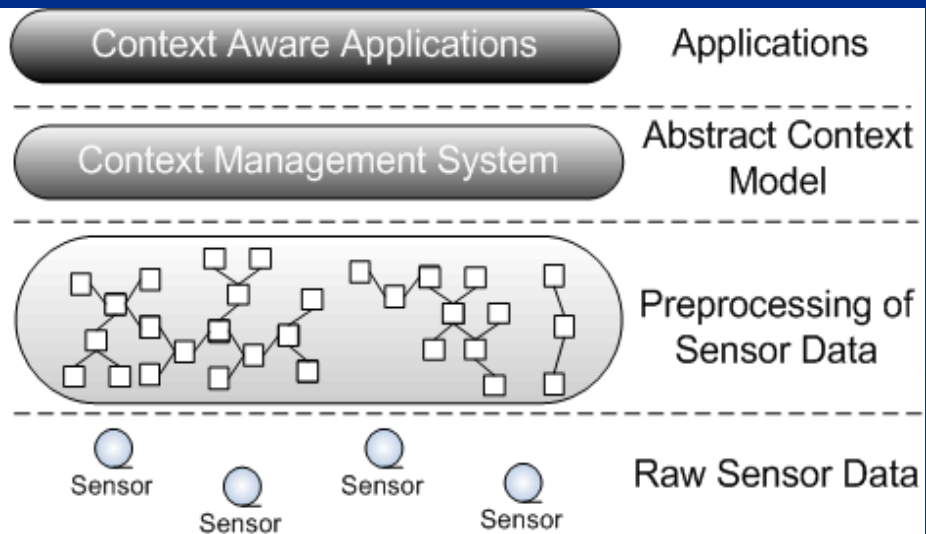 Context Aware Applications
Applications
Context Management System
Abstract Context
Model
Preprocessing of
Sensor Data
Sensor
Sensor
Sensor
Sensor
Raw Sensor Data